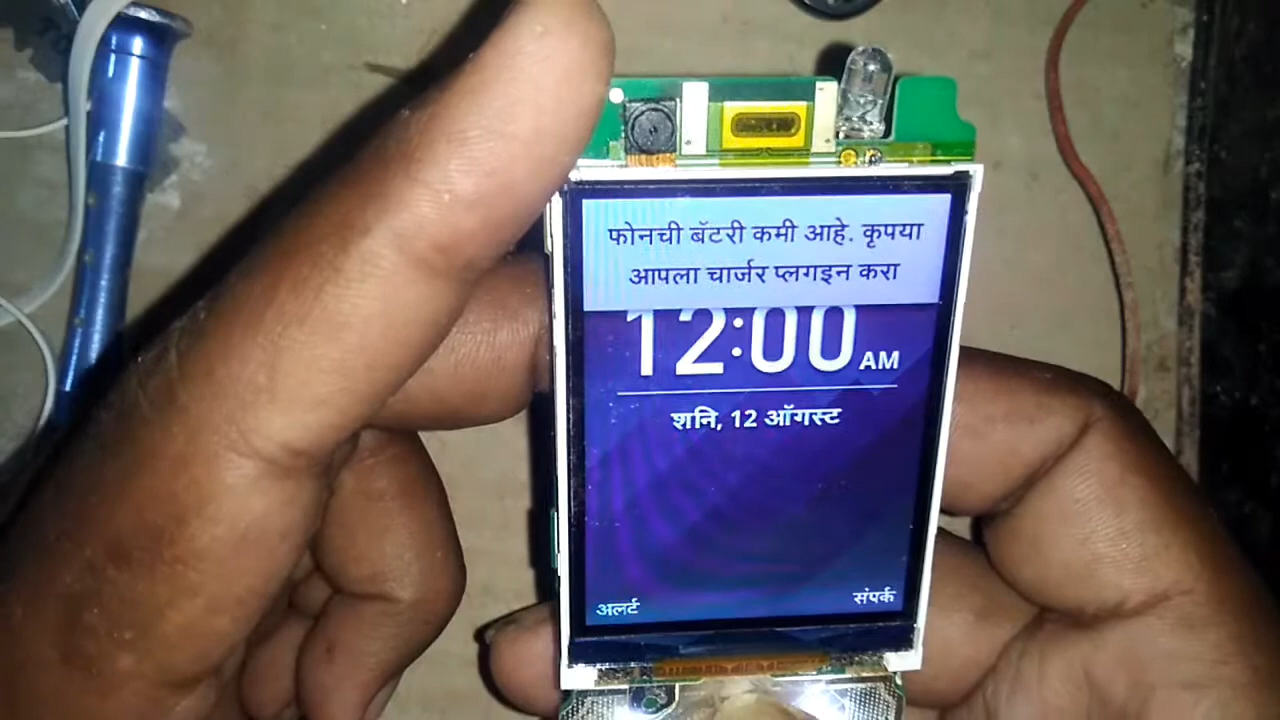 फोनची बॅटरी कमी आहे. कृपया
आपला चार्जर प्लगइन करा
12:00 AM
शनि, 12 ऑगस्ट
अलर्ट संपर्क